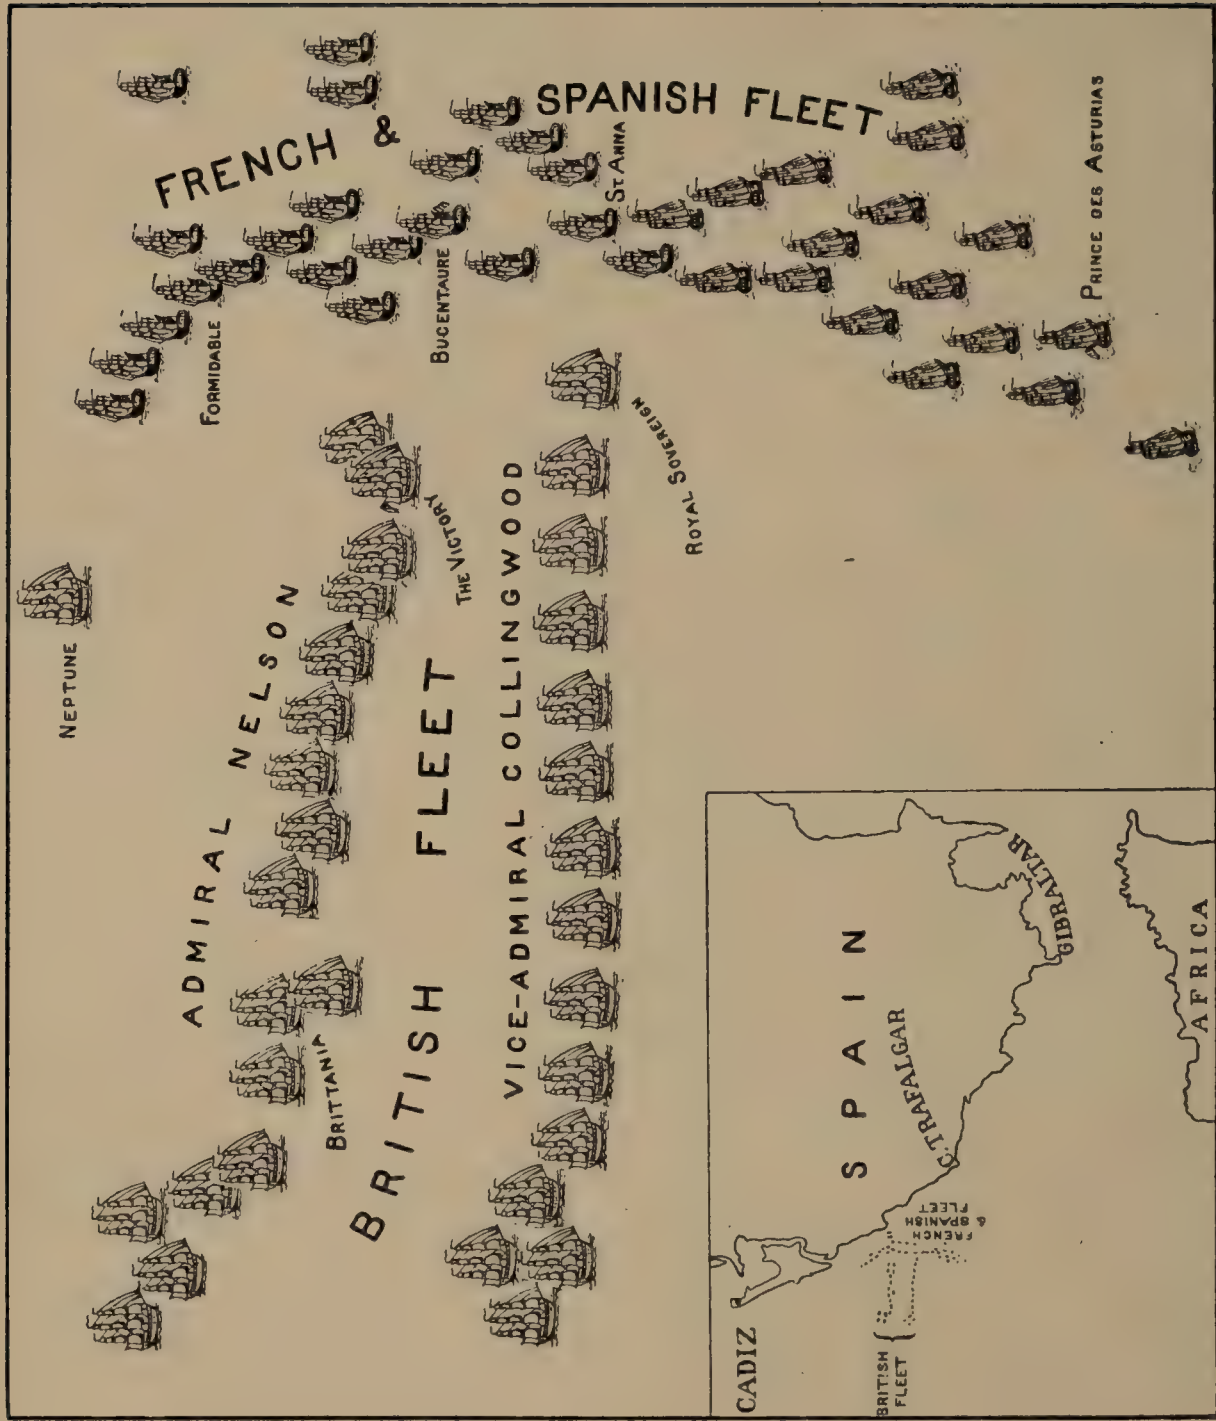 FRENCH &
SPANISH FLEET
ST ANNA
PRINCE DES ASTURIAS
BUCENTAURE
FORMIDABLE
ROYAL SOVEREIGN
THE VICTORY
NEPTUNE
ADMIRAL NELSON
BRITISH FLEET
VICE-ADMIRAL COLLINGWOOD
BRITTANIA
SPAIN
GIBRALTAR
AFRICA
C. TRAFALGAR
FRENCH
& SPANISH
FLEET
CADIZ
BRITISH
FLEET